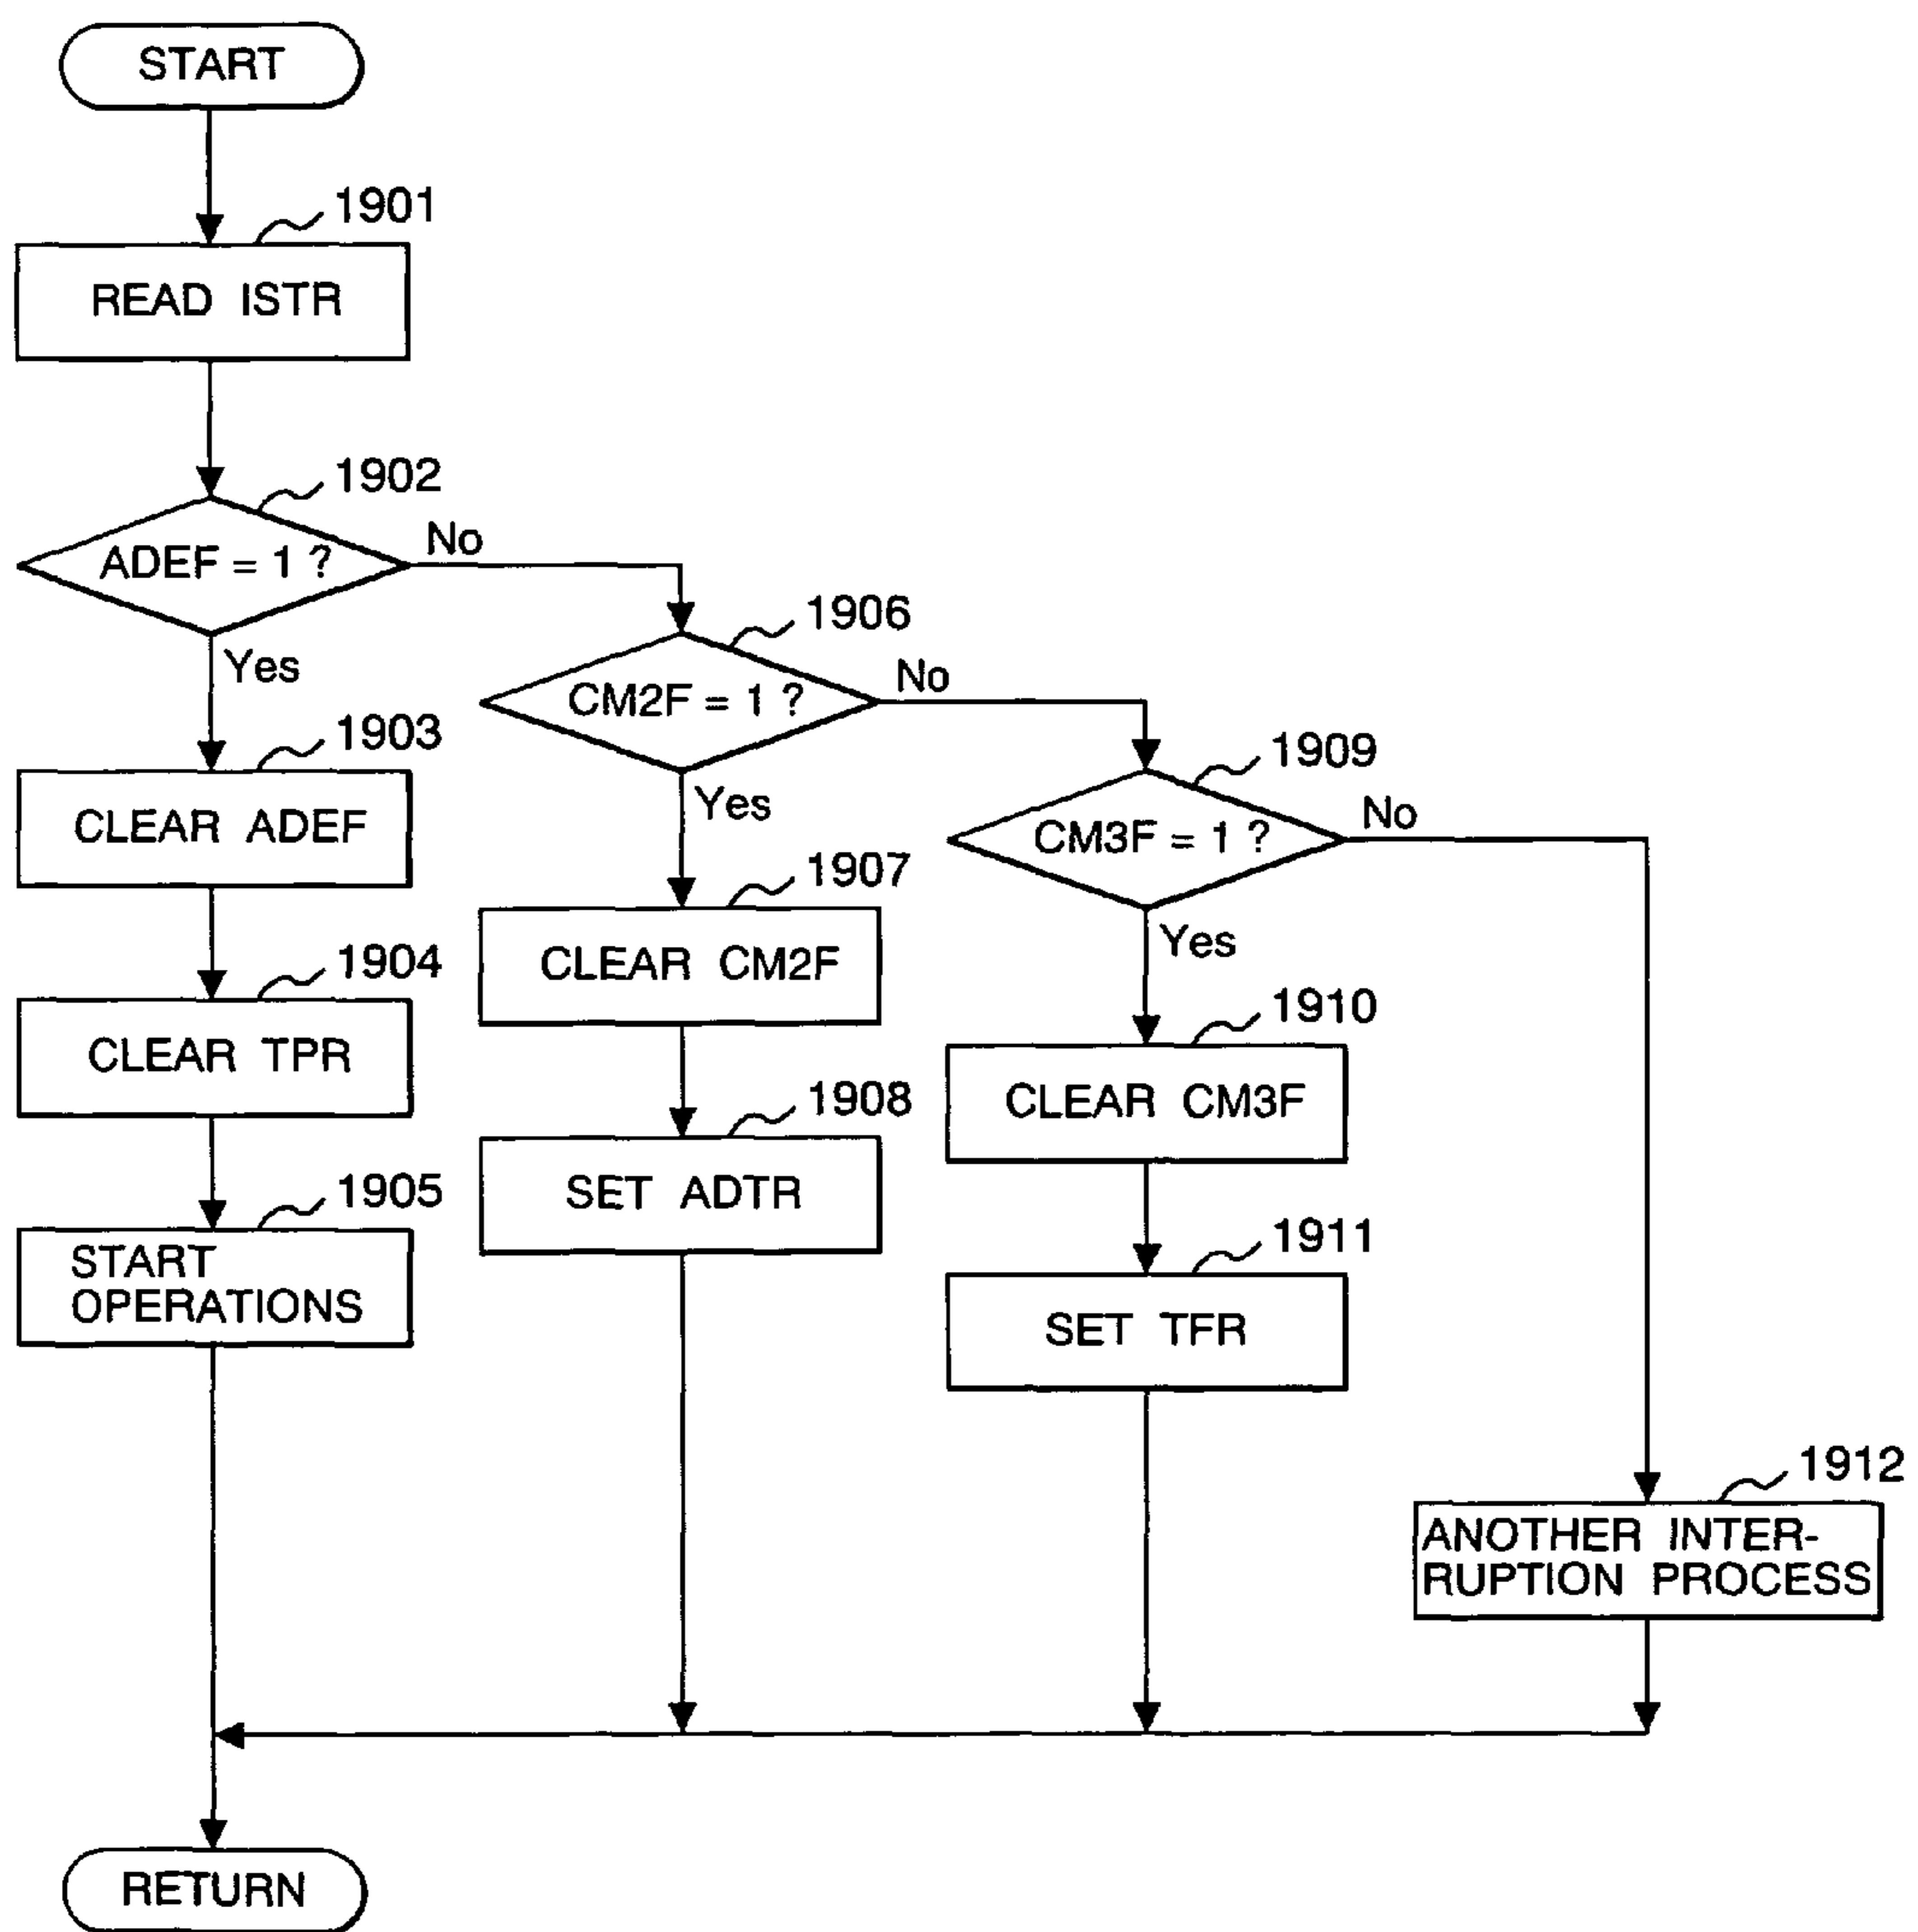 START
1901
READ ISTR
1902
ADEF = 1 ?
No
Yes
1903
CLEAR ADEF
1904
CLEAR TPR
1905
START
OPERATIONS
1906
CM2F = 1 ?
No
Yes
1907
CLEAR CM2F
1908
SET ADTR
1909
CM3F = 1 ?
No
Yes
1910
CLEAR CM3F
1911
SET TFR
1912
ANOTHER INTER-
RUPTION PROCESS
RETURN